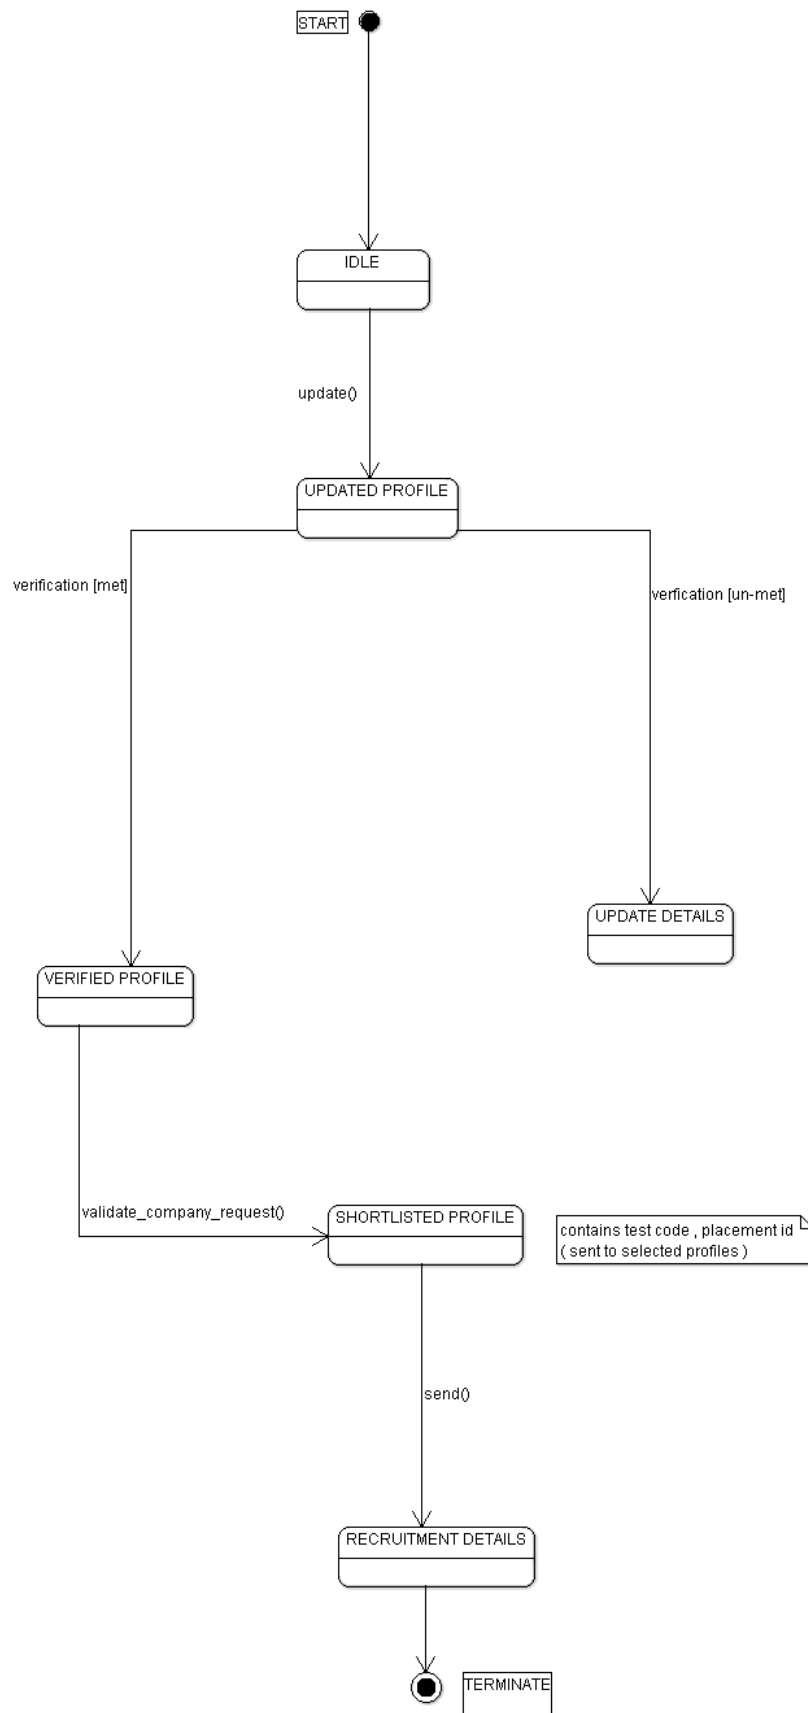 START
IDLE
update()
UPDATED PROFILE
verification [met]
verfication [un-met]
UPDATE DETAILS
VERIFIED PROFILE
validate_company_request()
SHORTLISTED PROFILE
contains test code , placement id
( sent to selected profiles )
send()
RECRUITMENT DETAILS
TERMINATE